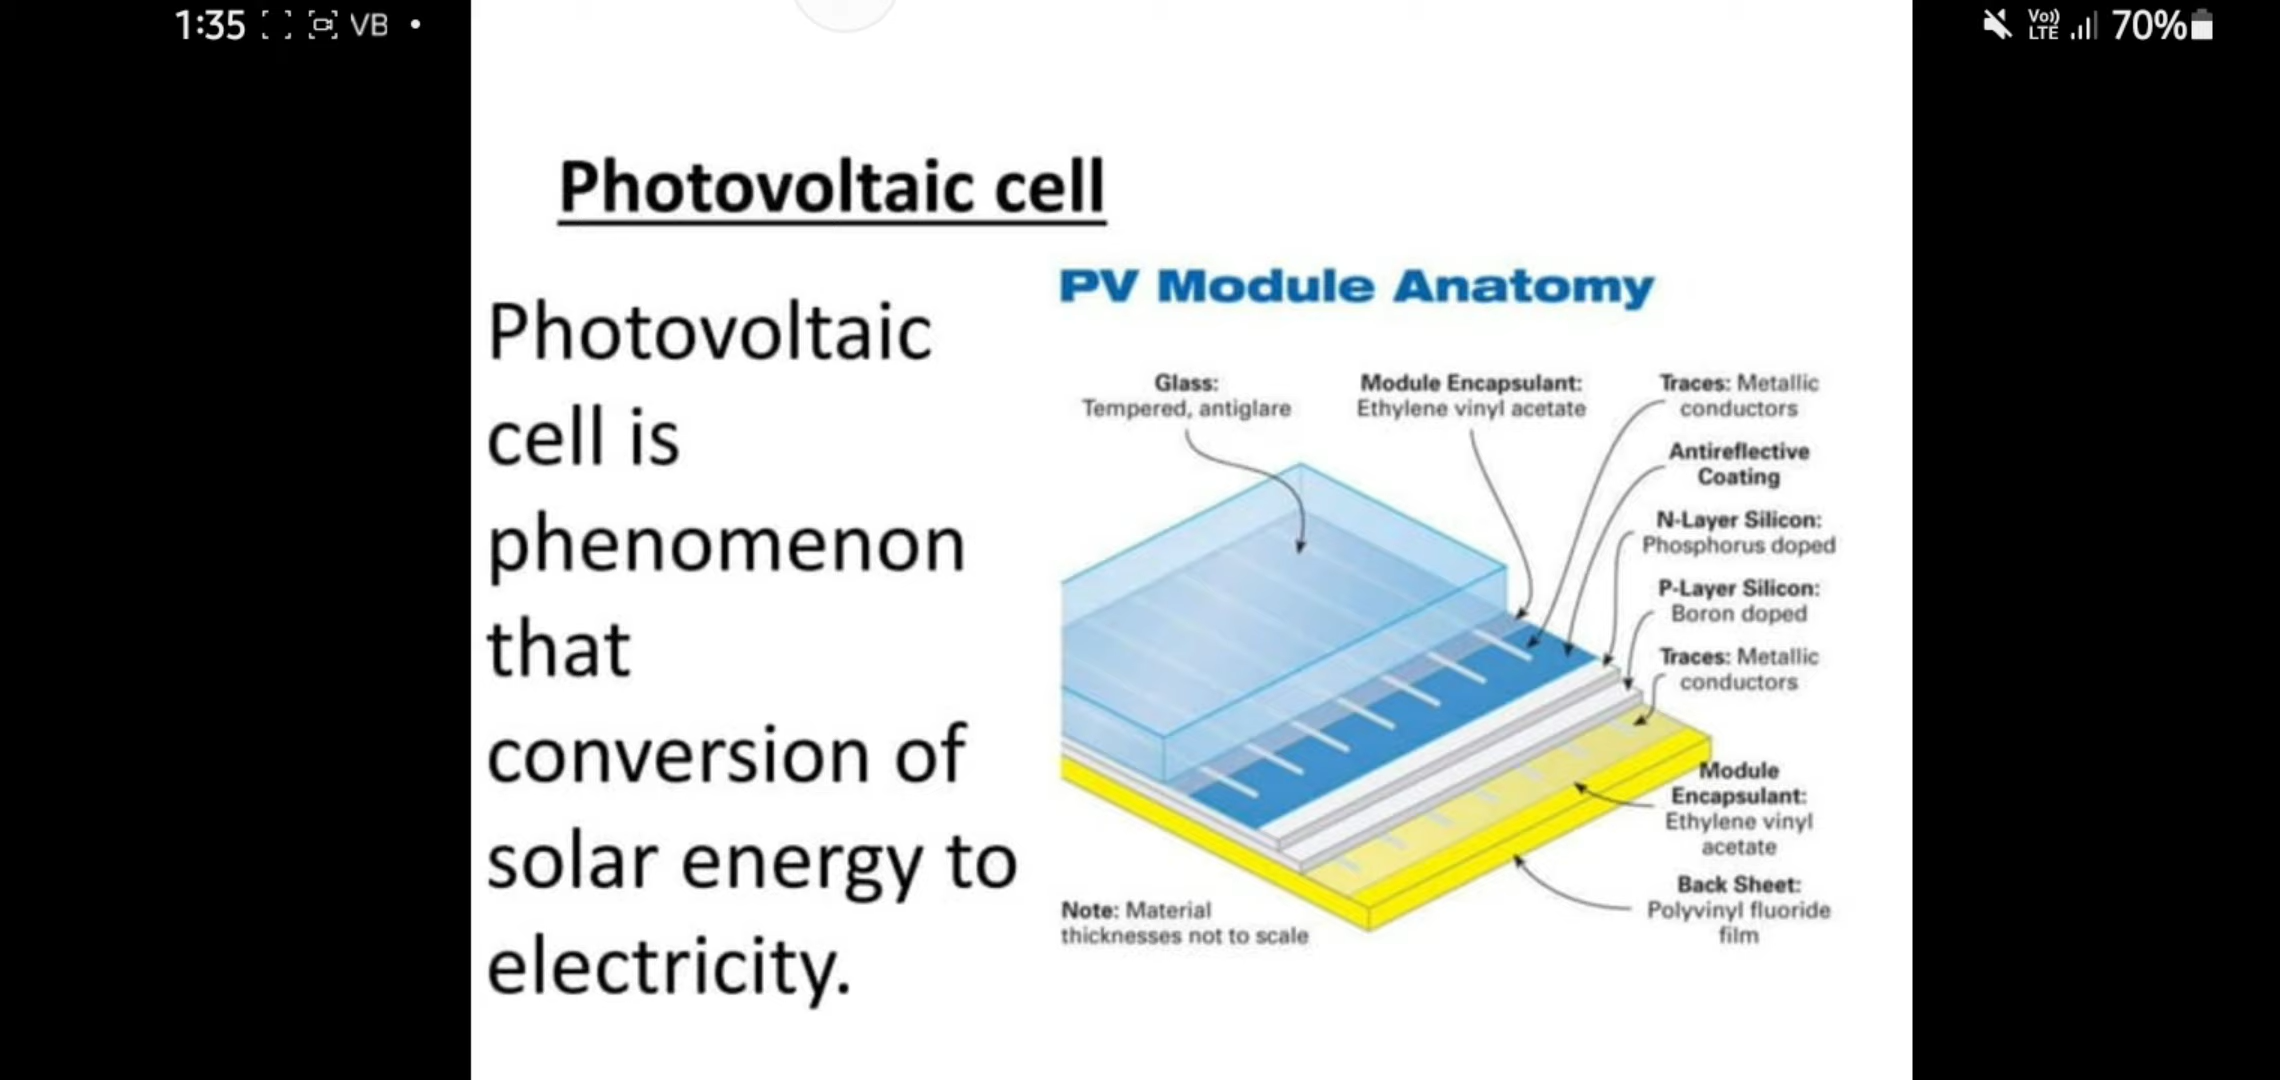 1:35 VB •
Vo)) LTE 70%
Photovoltaic cell
Photovoltaic
cell is
phenomenon
that
conversion of
solar energy to
electricity.
PV Module Anatomy
Glass:
Tempered, antiglare
Module Encapsulant:
Ethylene vinyl acetate
Traces: Metallic
conductors
Antireflective
Coating
N-Layer Silicon:
Phosphorus doped
P-Layer Silicon:
Boron doped
Traces: Metallic
conductors
Module
Encapsulant:
Ethylene vinyl
acetate
Back Sheet:
Polyvinyl fluoride
film
Note: Material
thicknesses not to scale